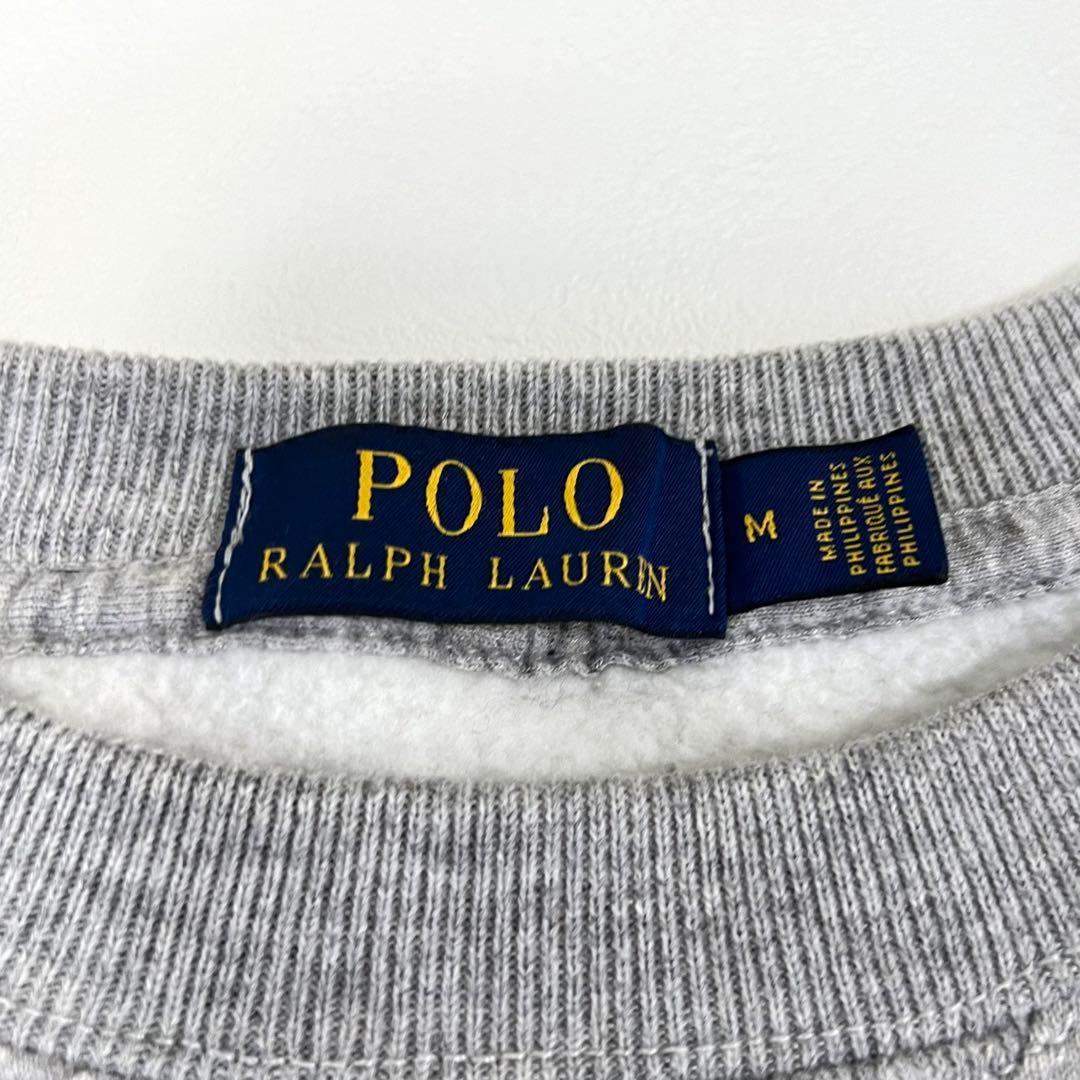 POLO
RALPH LAUREN
M
MADE IN
PHILIPPINES
FABRIQUÉ AUX
PHILIPPINES